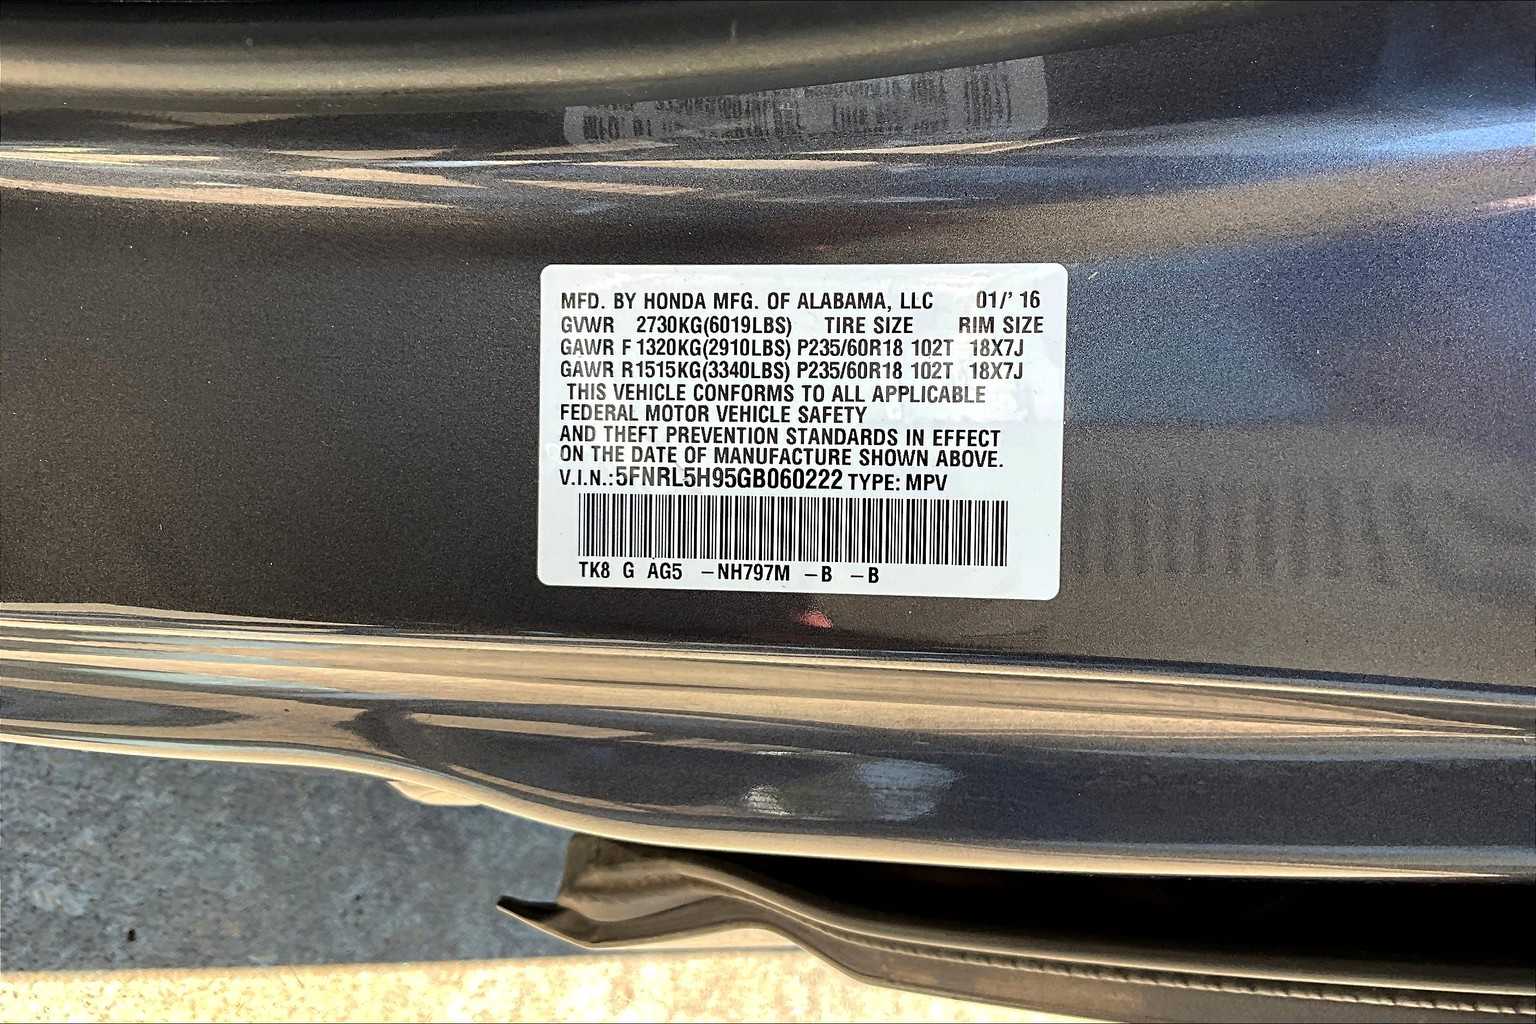 MFD. BY HONDA MFG. OF ALABAMA, LLC 01/' 16
GVWR 2730KG(6019LBS) TIRE SIZE RIM SIZE
GAWR F 1320KG(2910LBS) P235/60R18 102T 18X7J
GAWR R1515KG(3340LBS) P235/60R18 102T 18X7J
THIS VEHICLE CONFORMS TO ALL APPLICABLE
FEDERAL MOTOR VEHICLE SAFETY
AND THEFT PREVENTION STANDARDS IN EFFECT
ON THE DATE OF MANUFACTURE SHOWN ABOVE.
V.I.N.:5FNRL5H95GB060222 TYPE: MPV
TK8 G AG5 –NH797M –B –B